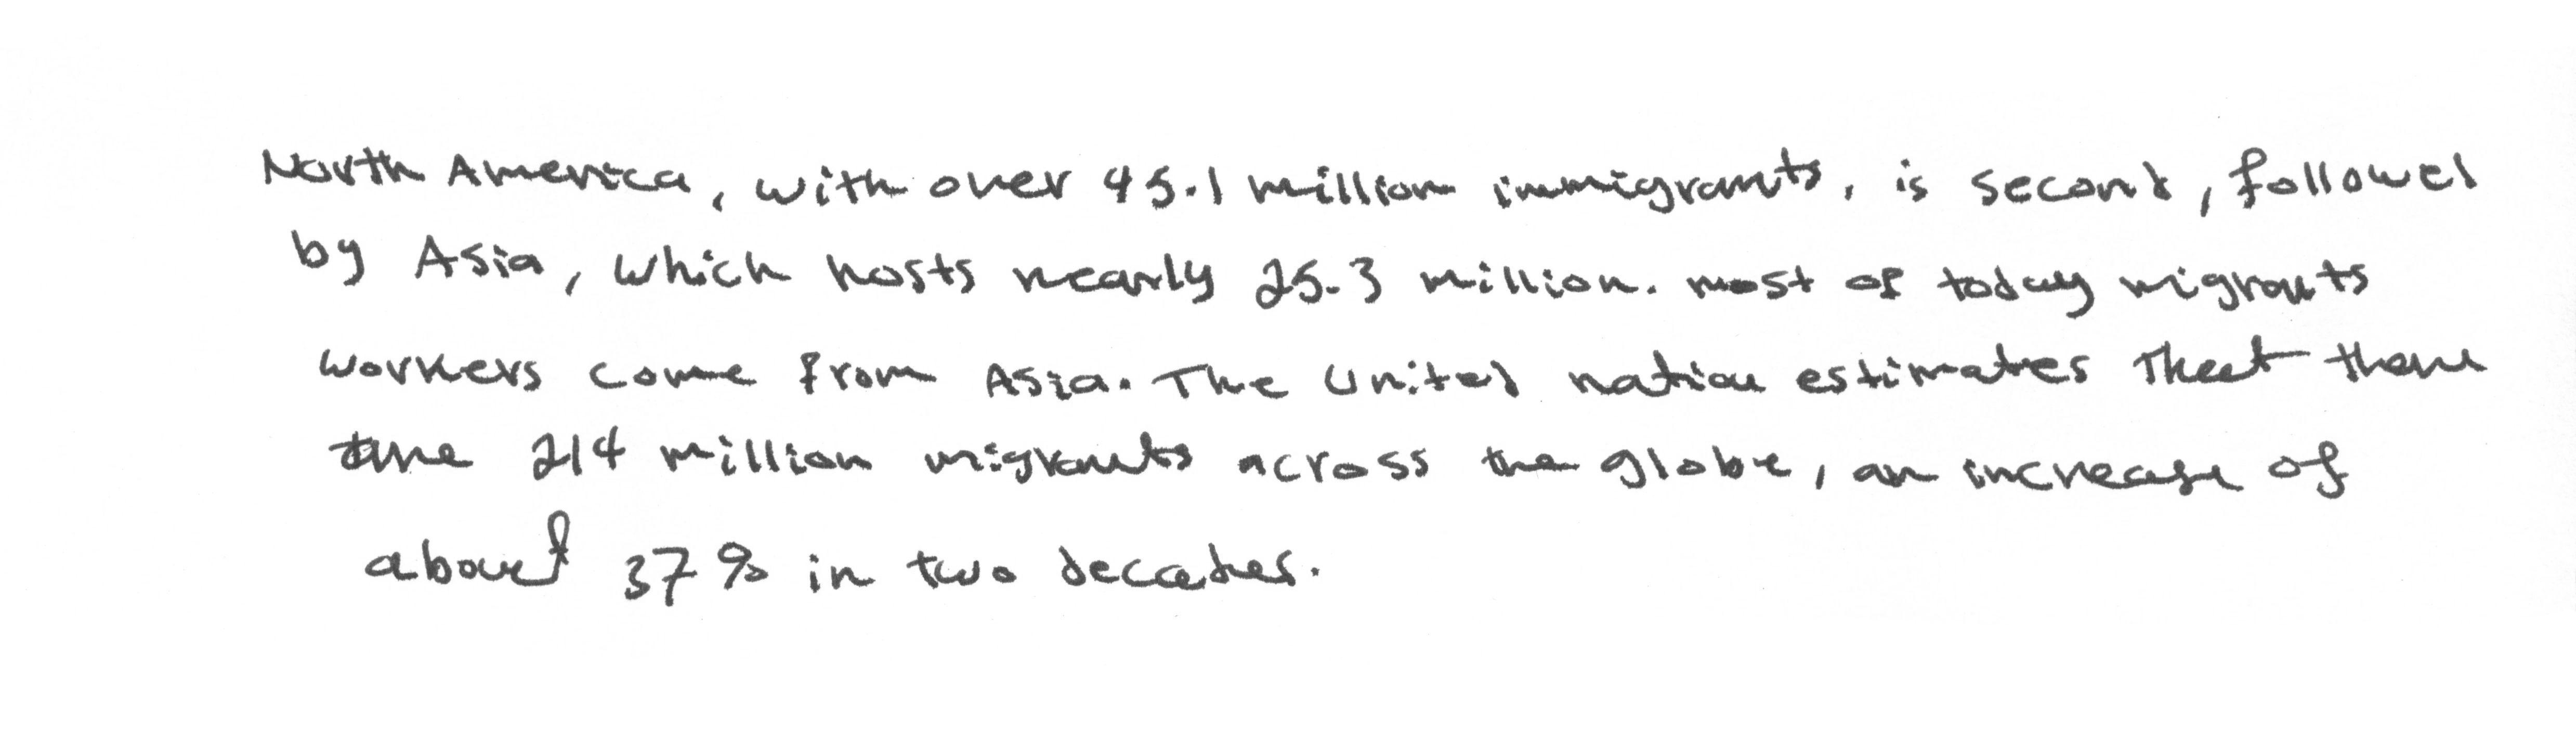 North America, with over 45.1 million immigrants, is second, followed
by Asia, which hosts nearly 25.3 million. most of today migrants
workers come from Asia. The United nation estimates that there
are 214 million migrants across the globe, an increase of
about 37% in two decades.